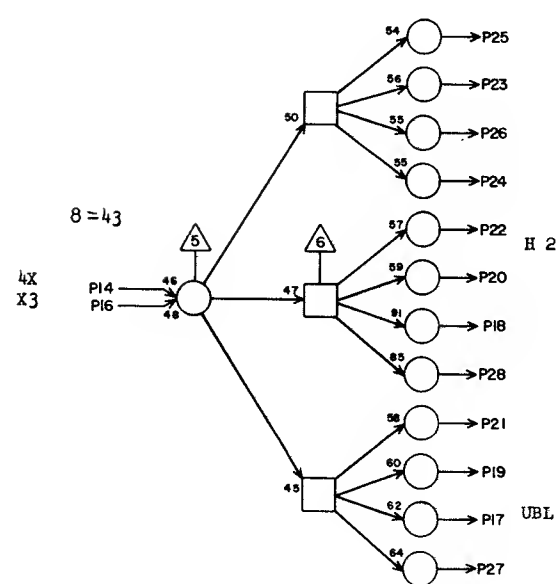 54 P25
56 P23
50 55 P26
55 P24
8 = 43
5 6 57 P22
H 2
4X P14 46 47 59 P20
X3 P16 48 91 P18
85 P28
58 P21
45 60 P19
62 P17 UBL
64 P27